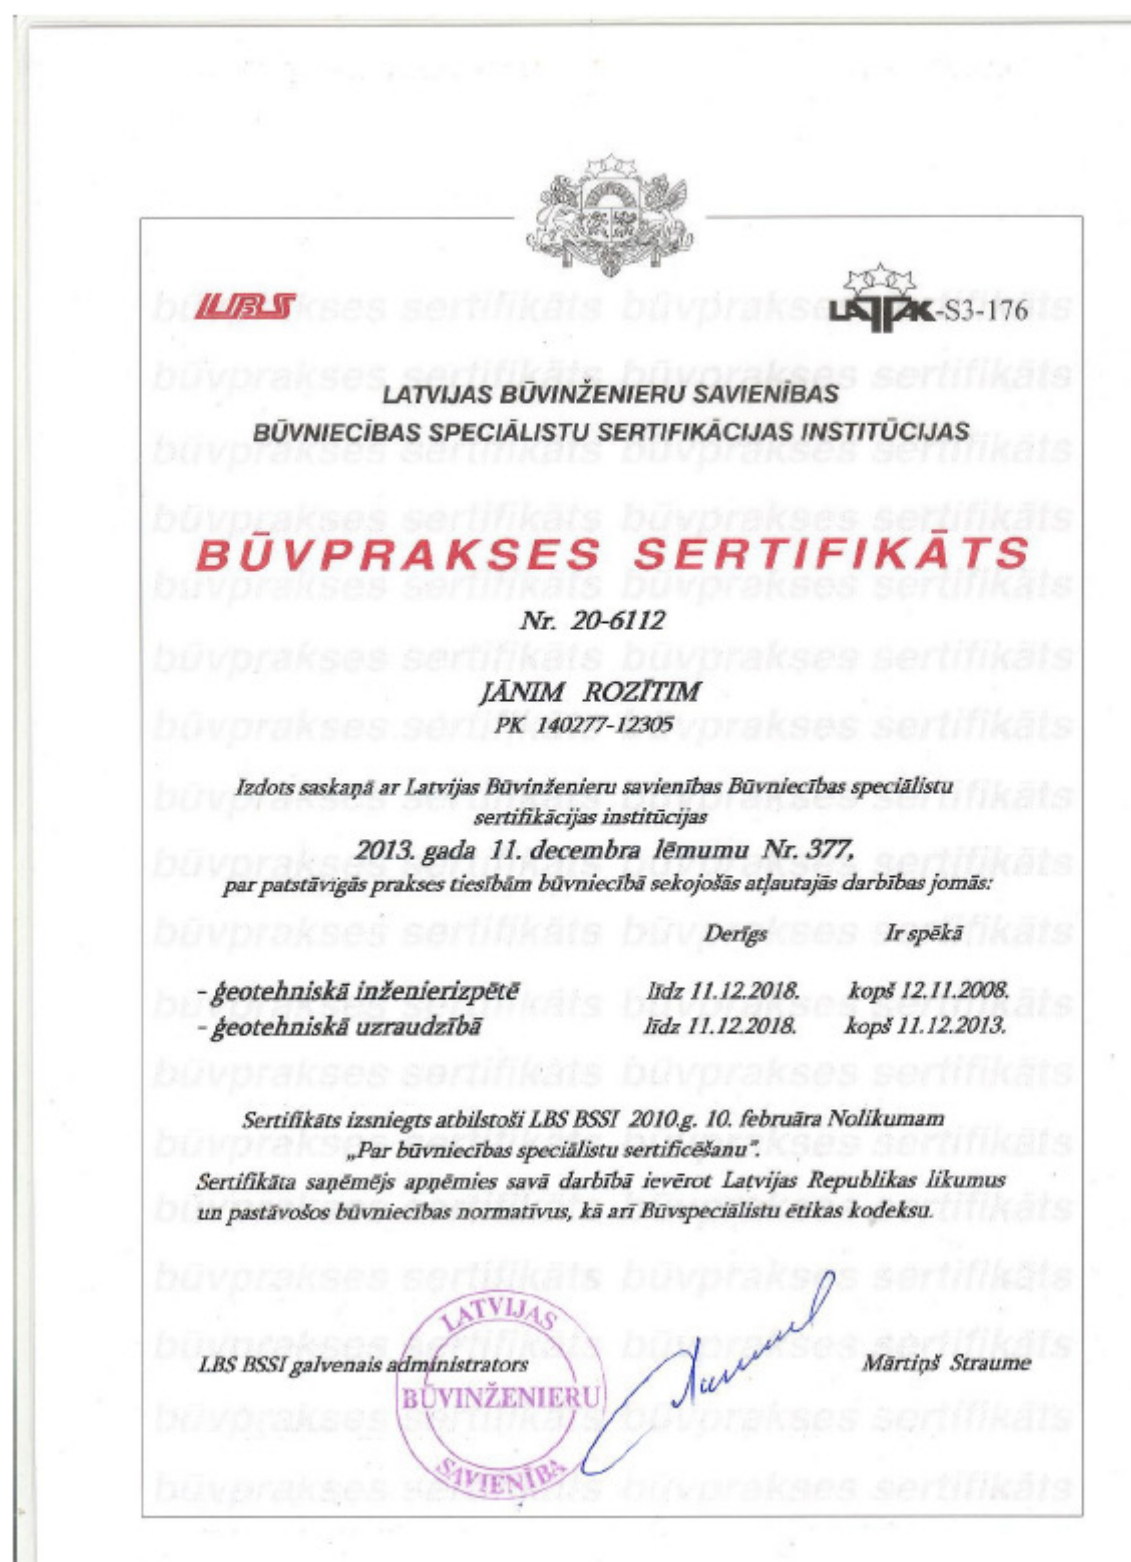 LBS
LATAK-S3-176
LATVIJAS BŪVINŽENIERU SAVIENĪBAS
BŪVNIECĪBAS SPECIĀLISTU SERTIFIKĀCIJAS INSTITŪCIJAS
BŪVPRAKSES SERTIFIKĀTS
Nr. 20-6112
JĀNIM ROZĪTIM
PK 140277-12305
Izdots saskaņā ar Latvijas Būvinženieru savienības Būvniecības speciālistu
sertifikācijas institūcijas
2013. gada 11. decembra lēmumu Nr. 377,
par patstāvīgās prakses tiesībām būvniecībā sekojošās atļautajās darbības jomās:
Derīgs Ir spēkā
- ģeotehniskā inženierizpētē līdz 11.12.2018. kopš 12.11.2008.
- ģeotehniskā uzraudzībā līdz 11.12.2018. kopš 11.12.2013.
Sertifikāts izsniegts atbilstoši LBS BSSI 2010.g. 10. februāra Nolikumam
„Par būvniecības speciālistu sertificēšanu”.
Sertifikāta saņēmējs apņēmies savā darbībā ievērot Latvijas Republikas likumus
un pastāvošos būvniecības normatīvus, kā arī Būvspeciālistu ētikas kodeksu.
LBS BSSI galvenais administrators Mārtiņš Straume
LATVIJAS
BŪVINŽENIERU
SAVIENĪBA